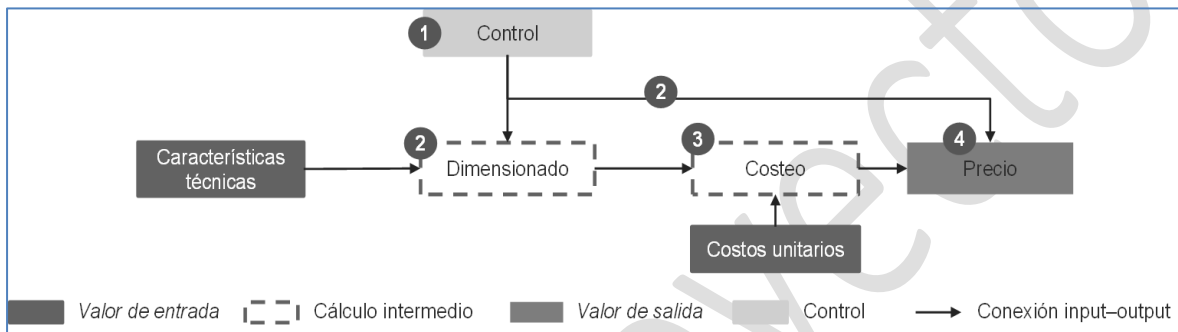 1
Control
2
Características
técnicas
2
Dimensionado
3
Costeo
4
Precio
Costos unitarios
Valor de entrada
Cálculo intermedio
Valor de salida
Control
Conexión input–output